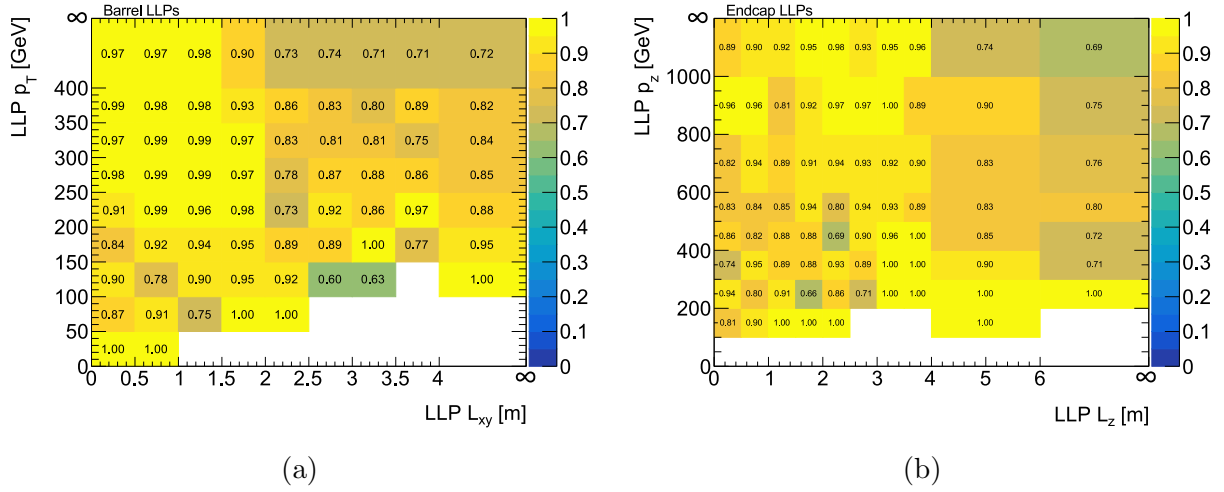 Barrel LLPs
LLP p_T [GeV]
∞
400
350
300
250
200
150
100
50
0
0.97 0.97 0.98 0.90 0.73 0.74 0.71 0.71 0.72
0.99 0.98 0.98 0.93 0.86 0.83 0.80 0.89 0.82
0.97 0.99 0.99 0.97 0.83 0.81 0.81 0.75 0.84
0.98 0.99 0.99 0.97 0.78 0.87 0.88 0.86 0.85
0.91 0.99 0.96 0.98 0.73 0.92 0.86 0.97 0.88
0.84 0.92 0.94 0.95 0.89 0.89 1.00 0.77 0.95
0.90 0.78 0.90 0.95 0.92 0.60 0.63 1.00
0.87 0.91 0.75 1.00 1.00
1.00 1.00
0 0.5 1 1.5 2 2.5 3 3.5 4 ∞
LLP L_xy [m]
1
0.9
0.8
0.7
0.6
0.5
0.4
0.3
0.2
0.1
0
(a)
Endcap LLPs
LLP p_z [GeV]
∞
1000
800
600
400
200
0
0.89 0.90 0.92 0.95 0.98 0.93 0.95 0.96 0.74 0.69
0.96 0.96 0.81 0.92 0.97 0.97 1.00 0.89 0.90 0.75
0.82 0.94 0.89 0.91 0.94 0.93 0.92 0.90 0.83 0.76
0.83 0.84 0.85 0.94 0.80 0.94 0.93 0.89 0.83 0.80
0.86 0.82 0.88 0.88 0.69 0.90 0.96 1.00 0.85 0.72
0.74 0.95 0.89 0.88 0.93 0.89 1.00 1.00 0.90 0.71
0.94 0.80 0.91 0.66 0.86 0.71 1.00 1.00 1.00 1.00
0.81 0.90 1.00 1.00 1.00 1.00
0 1 2 3 4 5 6 ∞
LLP L_z [m]
1
0.9
0.8
0.7
0.6
0.5
0.4
0.3
0.2
0.1
0
(b)